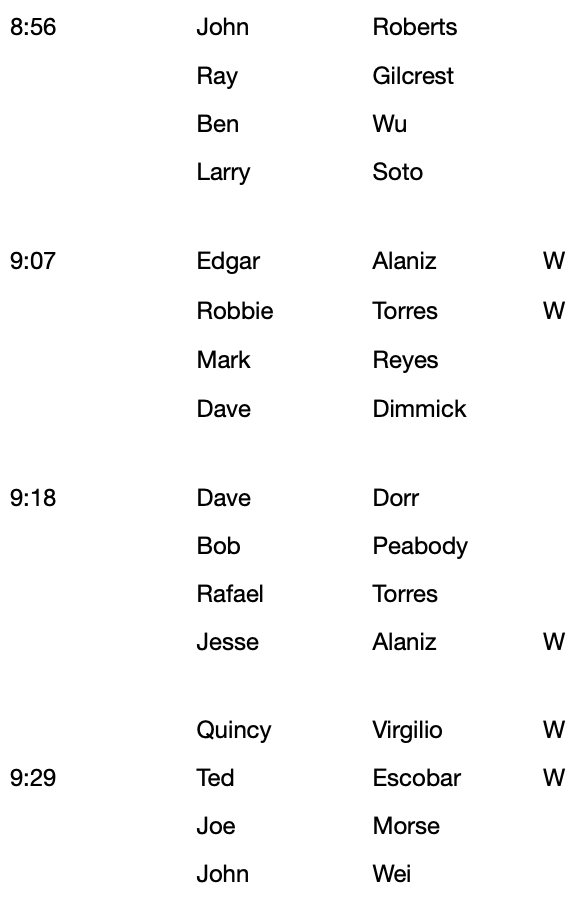 8:56 John Roberts
Ray Gilcrest
Ben Wu
Larry Soto
9:07 Edgar Alaniz W
Robbie Torres W
Mark Reyes
Dave Dimmick
9:18 Dave Dorr
Bob Peabody
Rafael Torres
Jesse Alaniz W
Quincy Virgilio W
9:29 Ted Escobar W
Joe Morse
John Wei